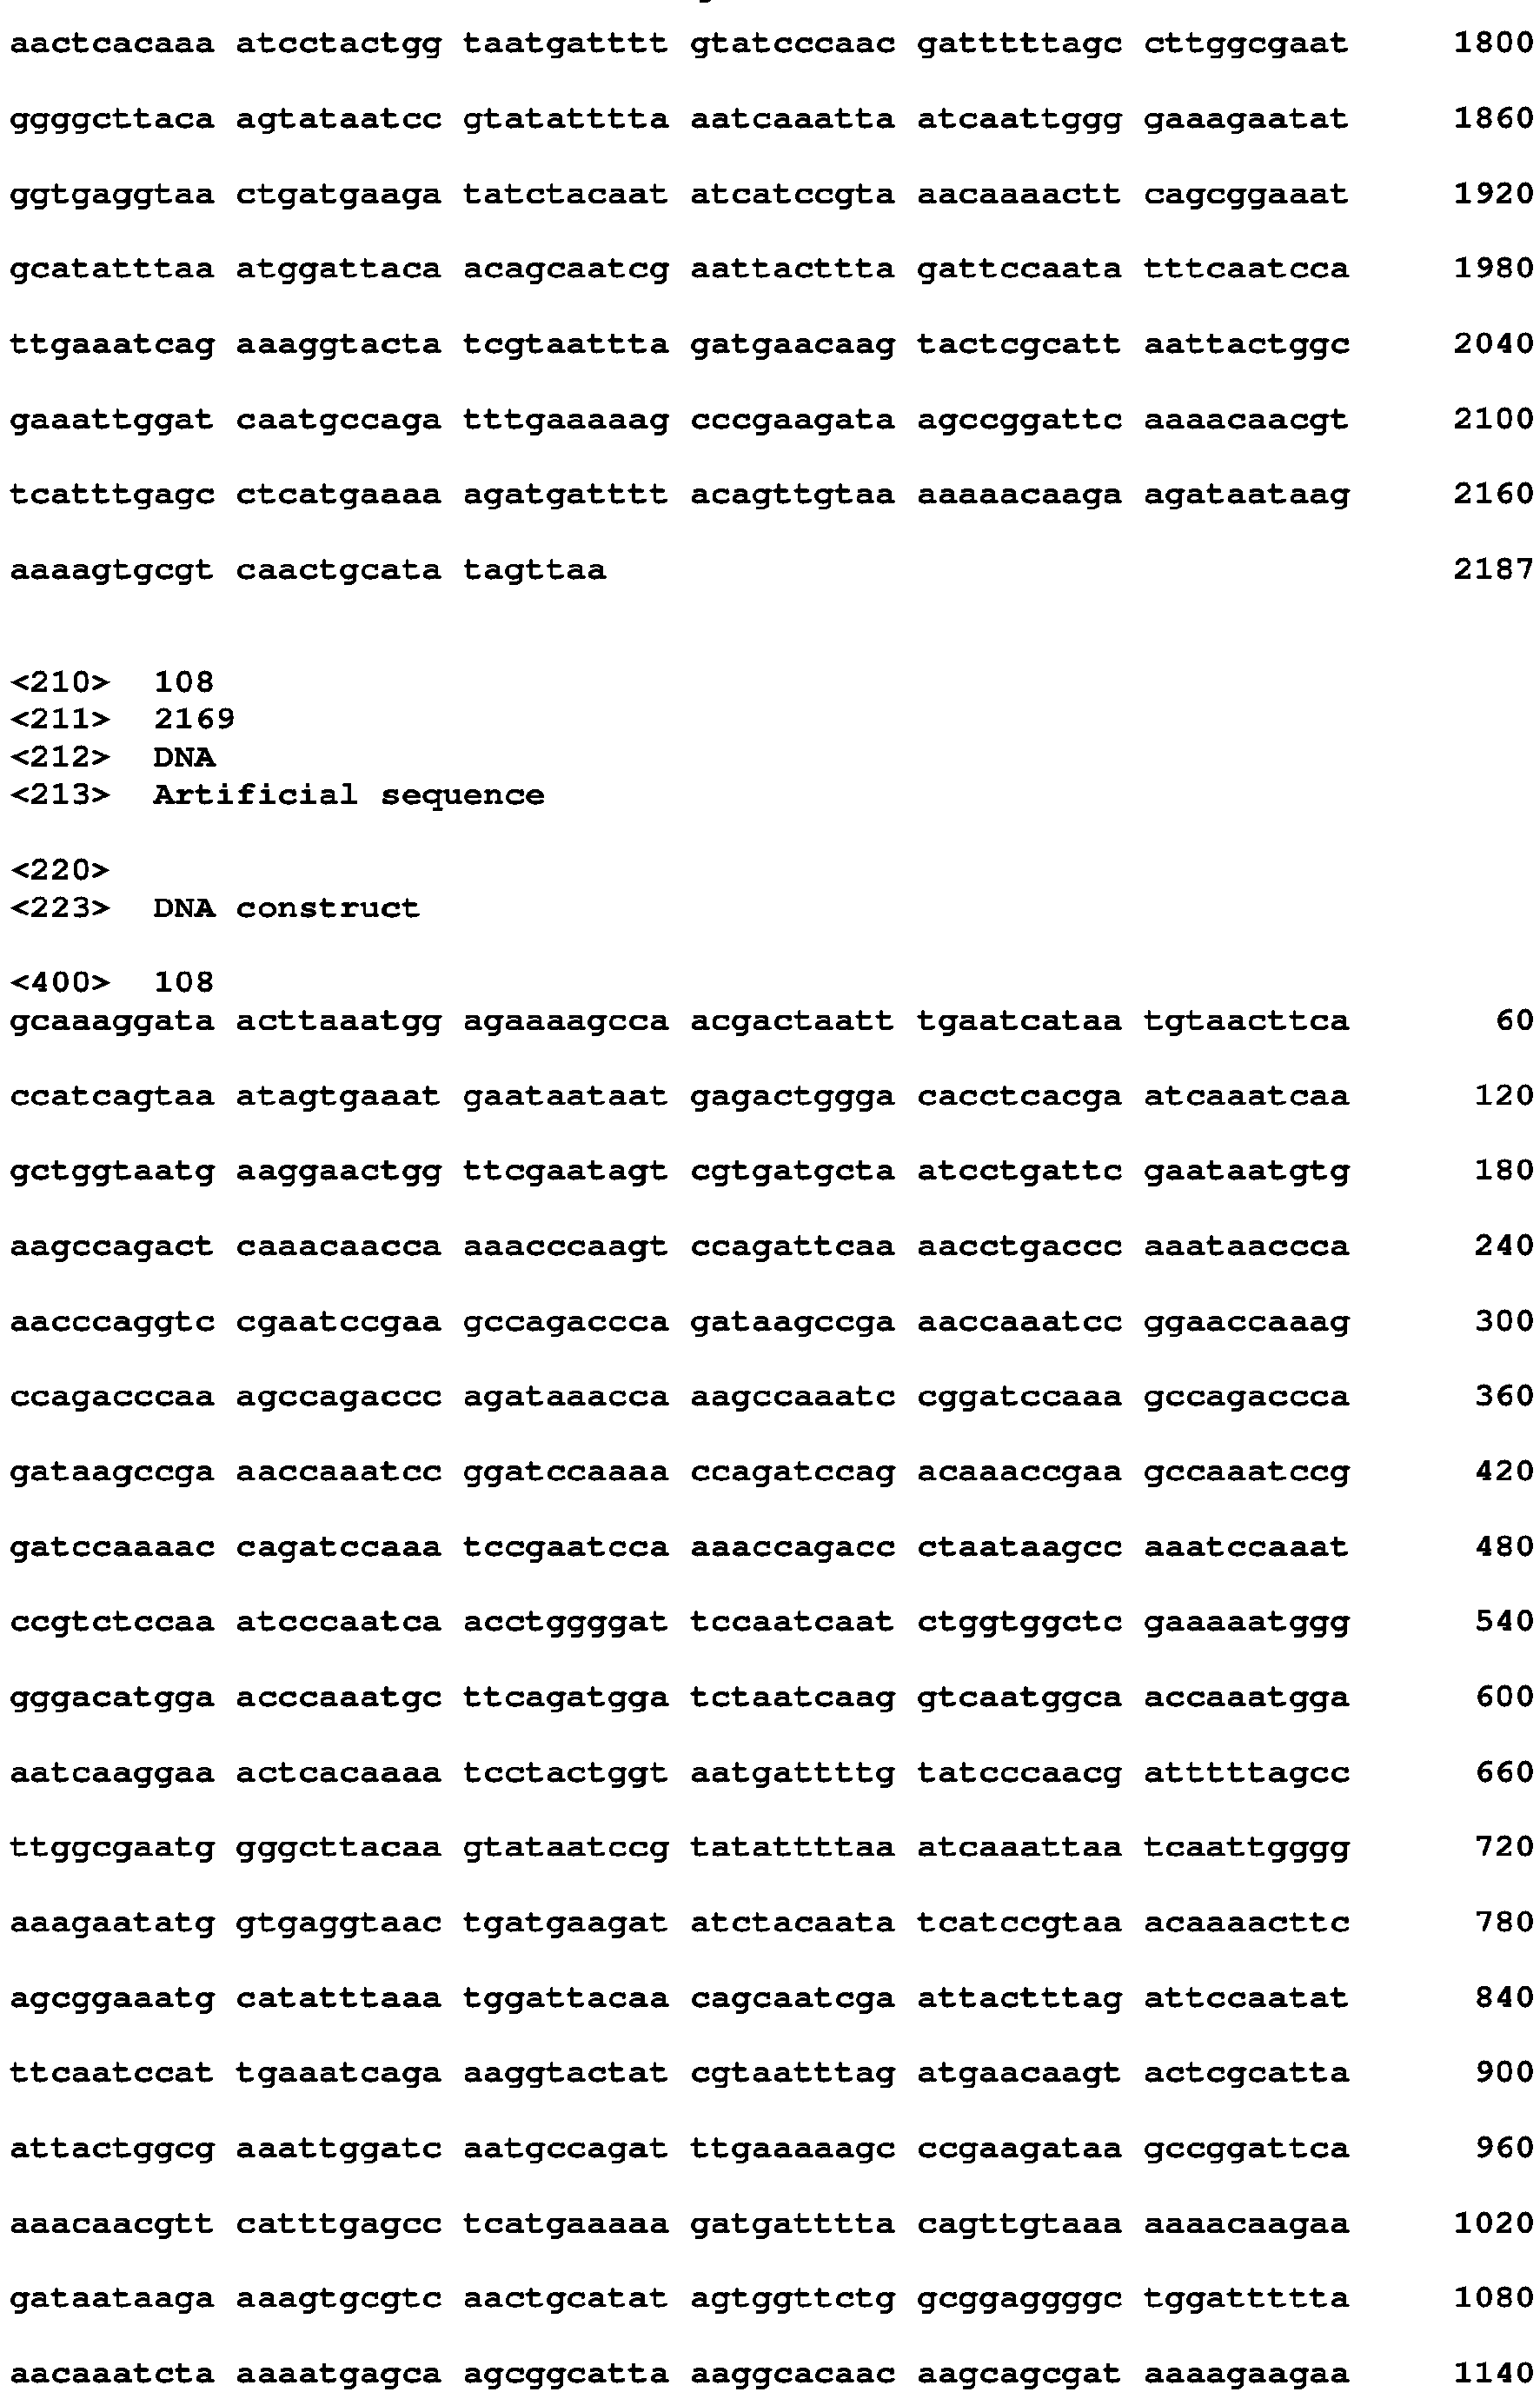 aactcacaaa atcctactgg taatgatttt gtatcccaac gatttttagc cttggcgaat 1800
ggggcttaca agtataatcc gtatatttta aatcaaatta atcaattggg gaaagaatat 1860
ggtgaggtaa ctgatgaaga tatctacaat atcatccgta aacaaaactt cagcggaaat 1920
gcatatttaa atggattaca acagcaatcg aattacttta gattccaata tttcaatcca 1980
ttgaaatcag aaaggtacta tcgtaattta gatgaacaag tactcgcatt aattactggc 2040
gaaattggat caatgccaga tttgaaaaag cccgaagata agccggattc aaaacaacgt 2100
tcatttgagc ctcatgaaaa agatgatttt acagttgtaa aaaaacaaga agataataag 2160
aaaagtgcgt caactgcata tagttaa 2187
<210> 108
<211> 2169
<212> DNA
<213> Artificial sequence
<220>
<223> DNA construct
<400> 108
gcaaaggata acttaaatgg agaaaagcca acgactaatt tgaatcataa tgtaacttca 60
ccatcagtaa atagtgaaat gaataataat gagactggga cacctcacga atcaaatcaa 120
gctggtaatg aaggaactgg ttcgaatagt cgtgatgcta atcctgattc gaataatgtg 180
aagccagact caaacaacca aaacccaagt ccagattcaa aacctgaccc aaataaccca 240
aacccaggtc cgaatccgaa gccagaccca gataagccga aaccaaatcc ggaaccaaag 300
ccagacccaa agccagaccc agataaacca aagccaaatc cggatccaaa gccagaccca 360
gataagccga aaccaaatcc ggatccaaaa ccagatccag acaaaccgaa gccaaatccg 420
gatccaaaac cagatccaaa tccgaatcca aaaccagacc ctaataagcc aaatccaaat 480
ccgtctccaa atcccaatca acctggggat tccaatcaat ctggtggctc gaaaaatggg 540
gggacatgga acccaaatgc ttcagatgga tctaatcaag gtcaatggca accaaatgga 600
aatcaaggaa actcacaaaa tcctactggt aatgattttg tatcccaacg atttttagcc 660
ttggcgaatg gggcttacaa gtataatccg tatattttaa atcaaattaa tcaattgggg 720
aaagaatatg gtgaggtaac tgatgaagat atctacaata tcatccgtaa acaaaacttc 780
agcggaaatg catatttaaa tggattacaa cagcaatcga attactttag attccaatat 840
ttcaatccat tgaaatcaga aaggtactat cgtaatttag atgaacaagt actcgcatta 900
attactggcg aaattggatc aatgccagat ttgaaaaagc ccgaagataa gccggattca 960
aaacaacgtt catttgagcc tcatgaaaaa gatgatttta cagttgtaaa aaaacaagaa 1020
gataataaga aaagtgcgtc aactgcatat agtggttctg gcggaggggc tggattttta 1080
aacaaatcta aaaatgagca agcggcatta aaggcacaac aagcagcgat aaaagaagaa 1140